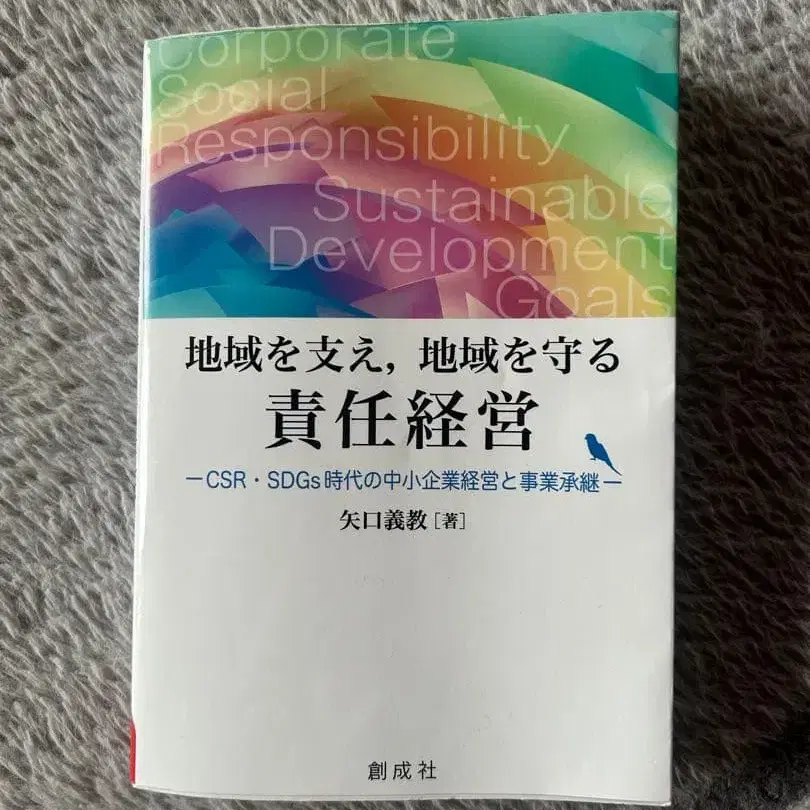 Corporate
Social
Responsibility
Sustainable
Development
Goals
地域を支え，地域を守る
責任経営
－CSR・SDGs時代の中小企業経営と事業承継－
矢口義教［著］
創成社